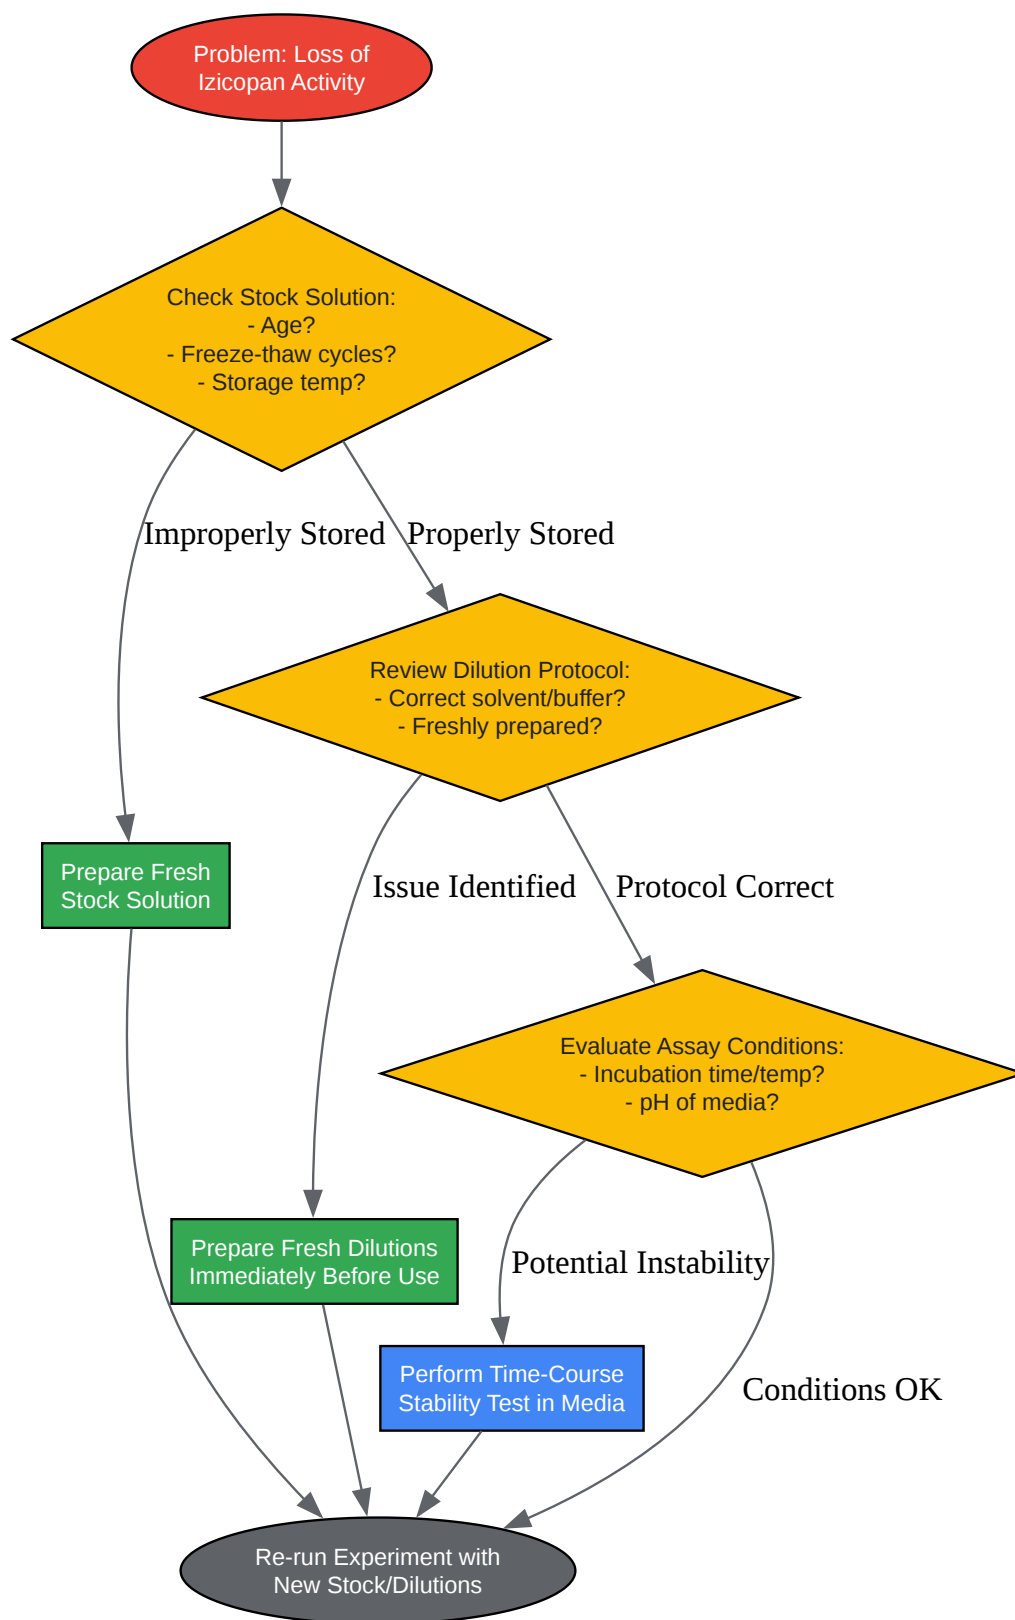 Problem: Loss of
Izicopan Activity
Check Stock Solution:
- Age?
- Freeze-thaw cycles?
- Storage temp?
Improperly Stored
Properly Stored
Review Dilution Protocol:
- Correct solvent/buffer?
- Freshly prepared?
Prepare Fresh
Stock Solution
Issue Identified
Protocol Correct
Evaluate Assay Conditions:
- Incubation time/temp?
- pH of media?
Prepare Fresh Dilutions
Immediately Before Use
Potential Instability
Perform Time-Course
Stability Test in Media
Conditions OK
Re-run Experiment with
New Stock/Dilutions